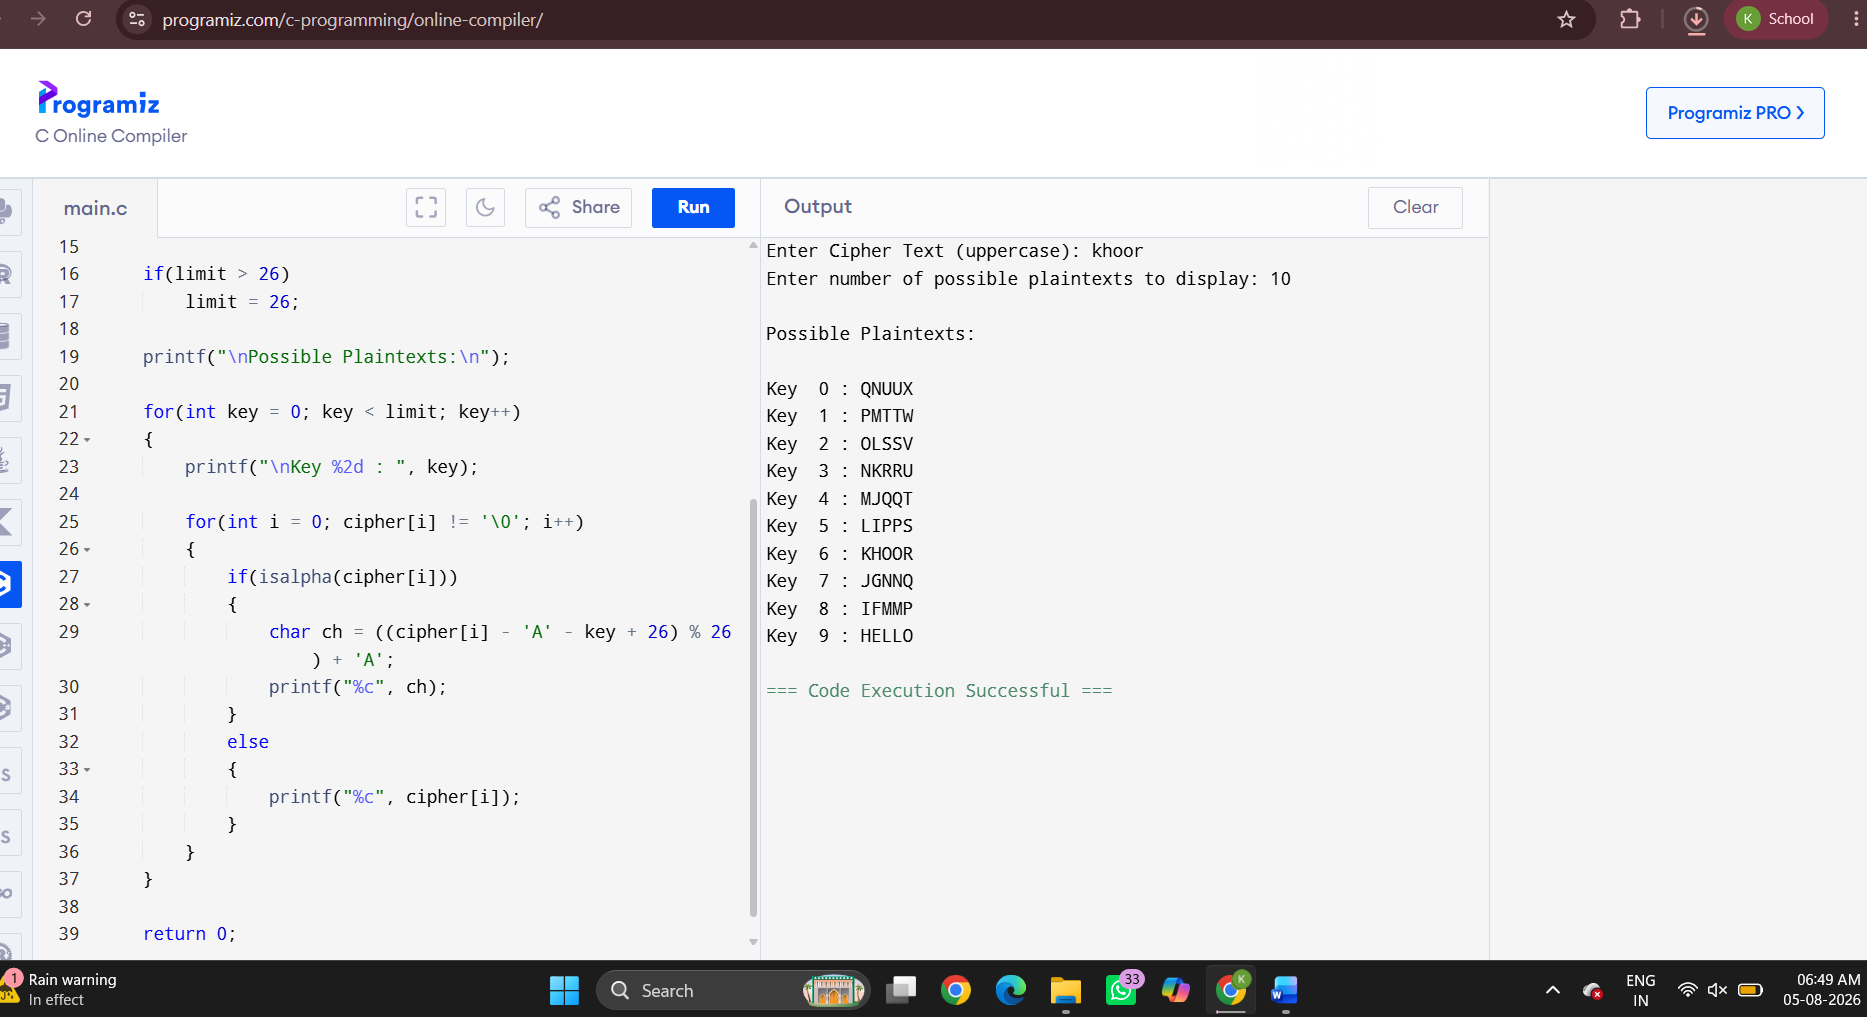 programiz.com/c-programming/online-compiler/
K
School
Programiz
C Online Compiler
Programiz PRO
main.c
Share
Run
Output
Clear
15
16 if(limit > 26)
17 limit = 26;
18
19 printf("\nPossible Plaintexts:\n");
20
21 for(int key = 0; key < limit; key++)
22 {
23 printf("\nKey %2d : ", key);
24
25 for(int i = 0; cipher[i] != '\0'; i++)
26 {
27 if(isalpha(cipher[i]))
28 {
29 char ch = ((cipher[i] - 'A' - key + 26) % 26
) + 'A';
30 printf("%c", ch);
31 }
32 else
33 {
34 printf("%c", cipher[i]);
35 }
36 }
37 }
38
39 return 0;
Enter Cipher Text (uppercase): khoor
Enter number of possible plaintexts to display: 10
Possible Plaintexts:
Key 0 : QNUUX
Key 1 : PMTTW
Key 2 : OLSSV
Key 3 : NKRRU
Key 4 : MJQQT
Key 5 : LIPPS
Key 6 : KHOOR
Key 7 : JGNNQ
Key 8 : IFMMP
Key 9 : HELLO
=== Code Execution Successful ===
1
Rain warning
In effect
Search
33
K
W
ENG
IN
06:49 AM
05-08-2026